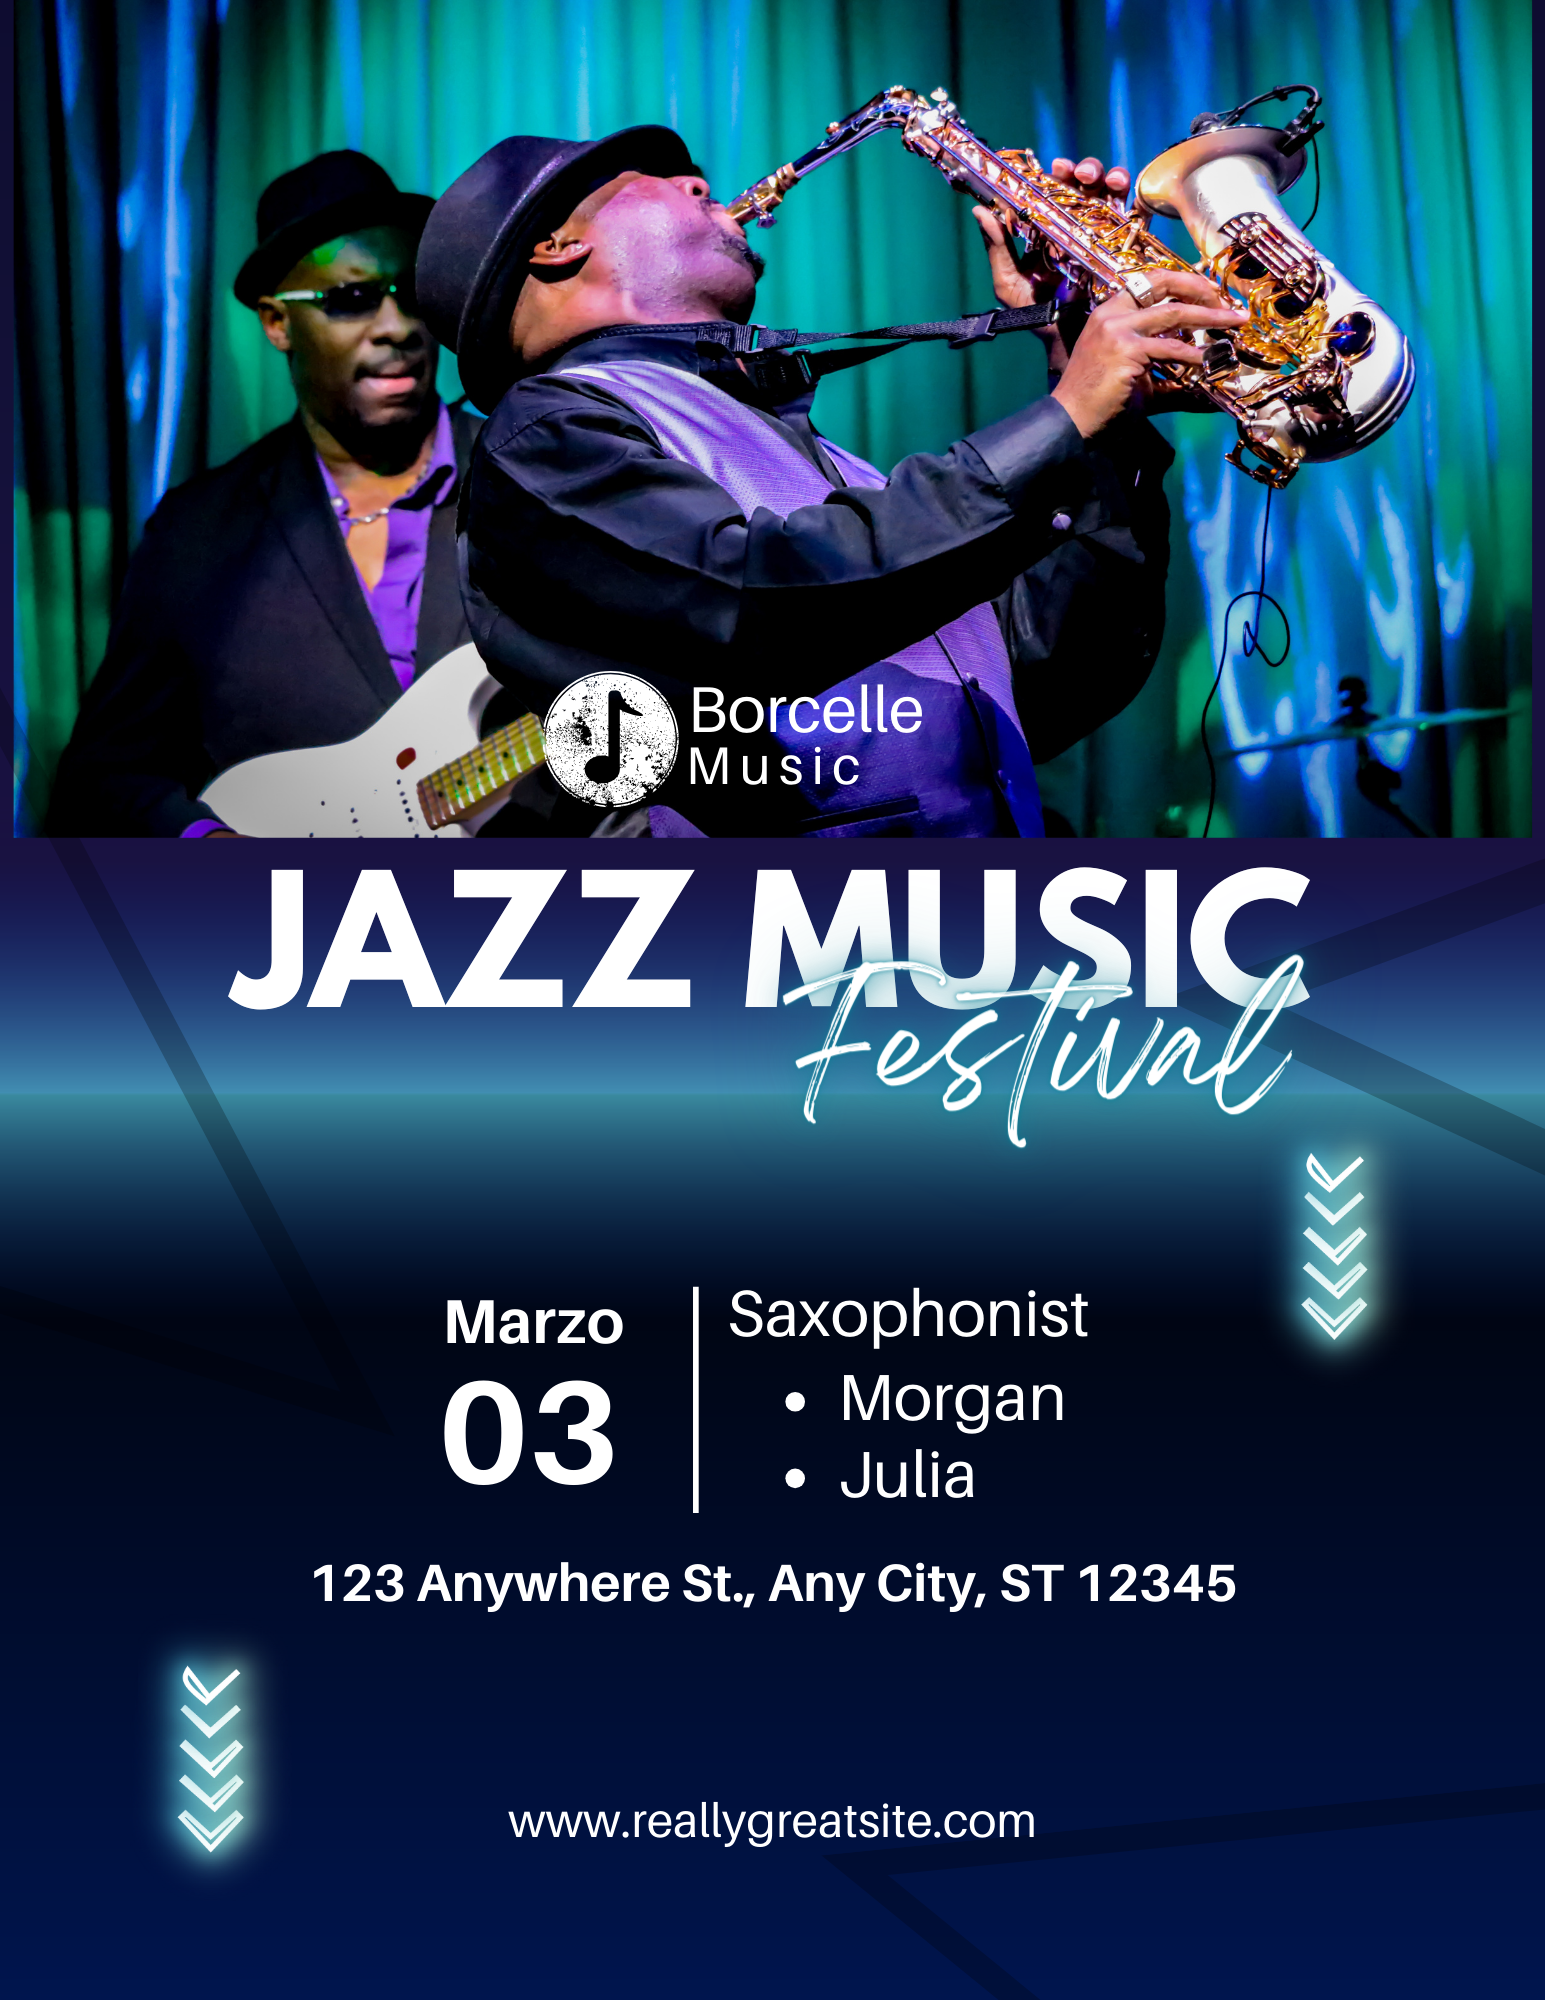 Borcelle
Music
JAZZ MUSIC
Festival
Marzo
03
Saxophonist
• Morgan
• Julia
123 Anywhere St., Any City, ST 12345
www.reallygreatsite.com